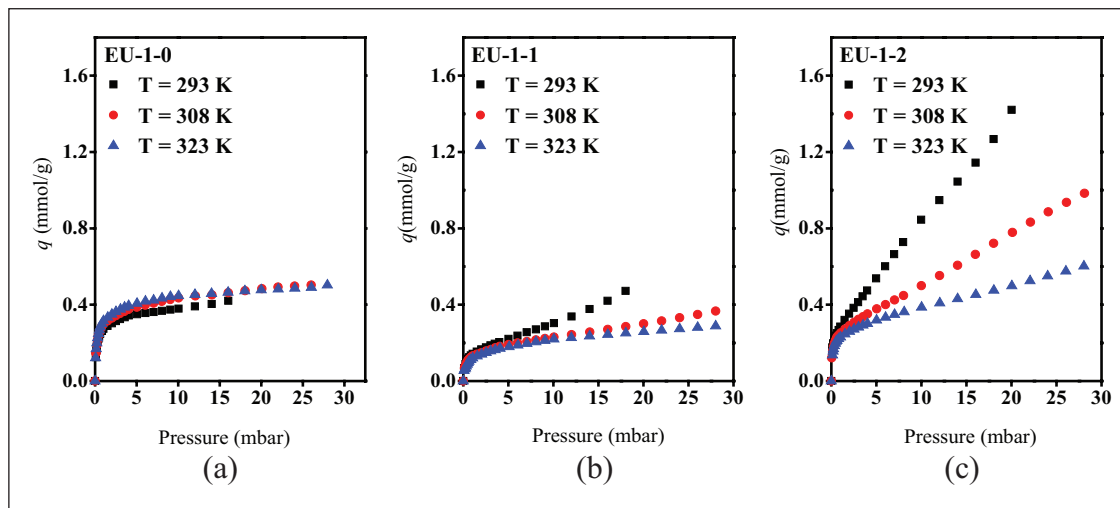 EU-1-0
T = 293 K
T = 308 K
T = 323 K
1.6
1.2
0.8
0.4
0.0
q (mmol/g)
0 5 10 15 20 25 30
Pressure (mbar)
(a)
EU-1-1
T = 293 K
T = 308 K
T = 323 K
1.6
1.2
0.8
0.4
0.0
q(mmol/g)
0 5 10 15 20 25 30
Pressure (mbar)
(b)
EU-1-2
T = 293 K
T = 308 K
T = 323 K
1.6
1.2
0.8
0.4
0.0
q(mmol/g)
0 5 10 15 20 25 30
Pressure (mbar)
(c)